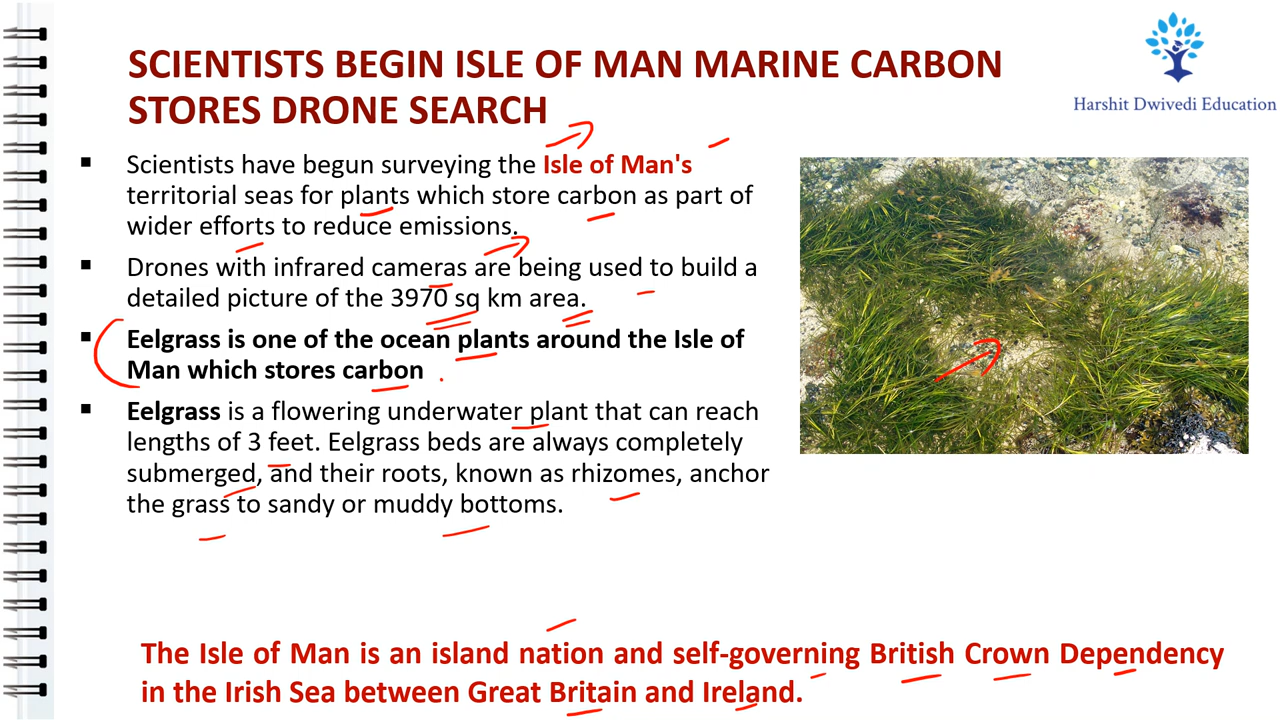 SCIENTISTS BEGIN ISLE OF MAN MARINE CARBON
STORES DRONE SEARCH
Harshit Dwivedi Education
▪ Scientists have begun surveying the Isle of Man's
territorial seas for plants which store carbon as part of
wider efforts to reduce emissions.
▪ Drones with infrared cameras are being used to build a
detailed picture of the 3970 sq km area.
▪ Eelgrass is one of the ocean plants around the Isle of
Man which stores carbon
▪ Eelgrass is a flowering underwater plant that can reach
lengths of 3 feet. Eelgrass beds are always completely
submerged, and their roots, known as rhizomes, anchor
the grass to sandy or muddy bottoms.
The Isle of Man is an island nation and self-governing British Crown Dependency
in the Irish Sea between Great Britain and Ireland.